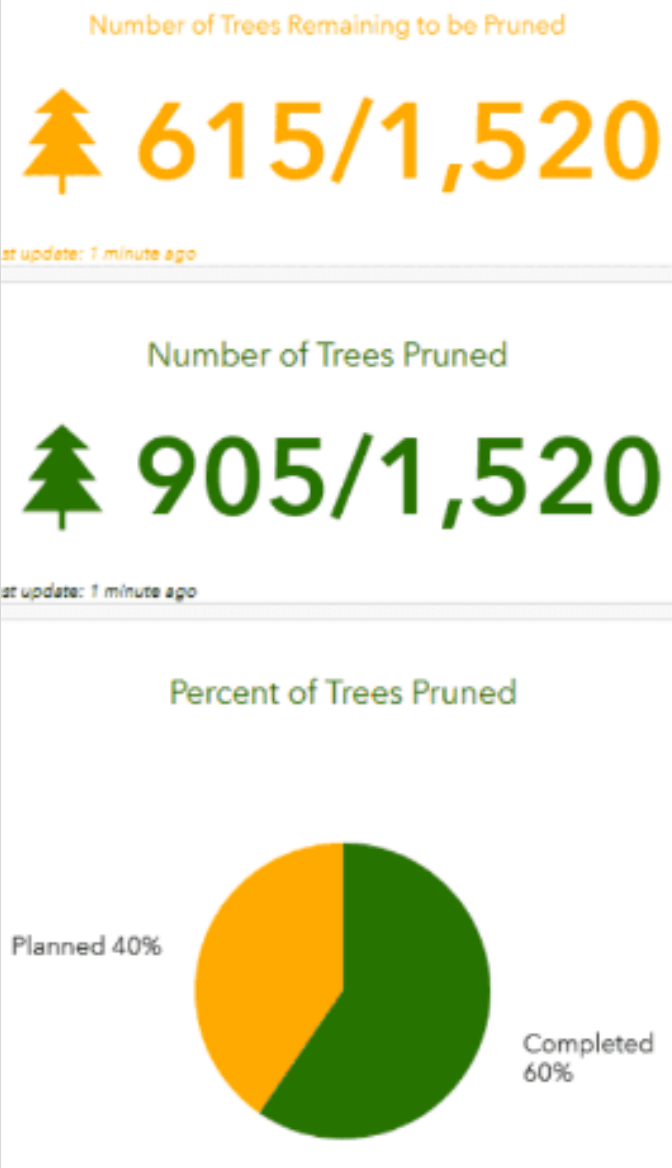 Number of Trees Remaining to be Pruned
615/1,520
st update: 1 minute ago
Number of Trees Pruned
905/1,520
st update: 1 minute ago
Percent of Trees Pruned
Planned 40%
Completed
60%